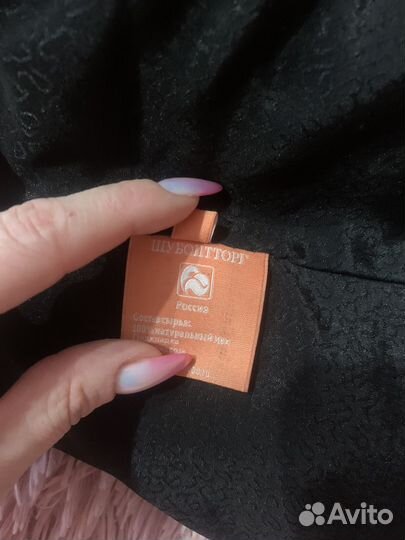 ШУБОПТТОРГ
Россия
Состав сырья:
100% натуральный мех
Avito